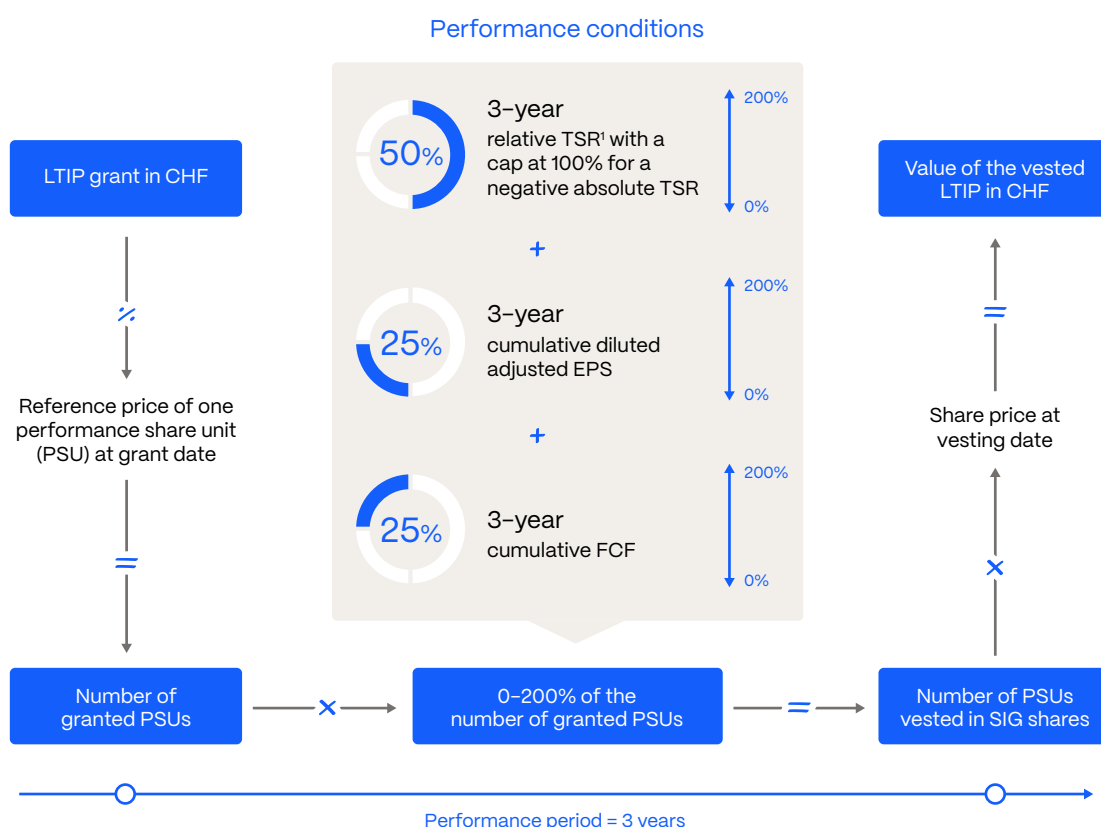 Performance conditions
LTIP grant in CHF
%
Reference price of one
performance share unit
(PSU) at grant date
=
Number of
granted PSUs
50%
3-year
relative TSR¹ with a
cap at 100% for a
negative absolute TSR
200%
0%
+
25%
3-year
cumulative diluted
adjusted EPS
200%
0%
+
25%
3-year
cumulative FCF
200%
0%
×
0-200% of the
number of granted PSUs
=
Number of PSUs
vested in SIG shares
×
Share price at
vesting date
=
Value of the vested
LTIP in CHF
Performance period = 3 years